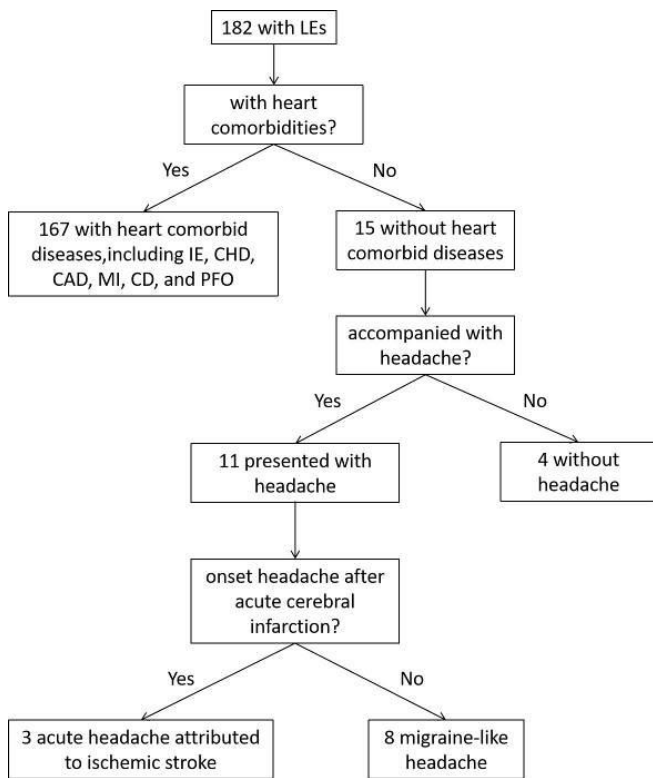 182 with LEs
with heart
comorbidities?
Yes
No
167 with heart comorbid
diseases,including IE, CHD,
CAD, MI, CD, and PFO
15 without heart
comorbid diseases
accompanied with
headache?
Yes
No
11 presented with
headache
4 without
headache
onset headache after
acute cerebral
infarction?
Yes
No
3 acute headache attributed
to ischemic stroke
8 migraine-like
headache